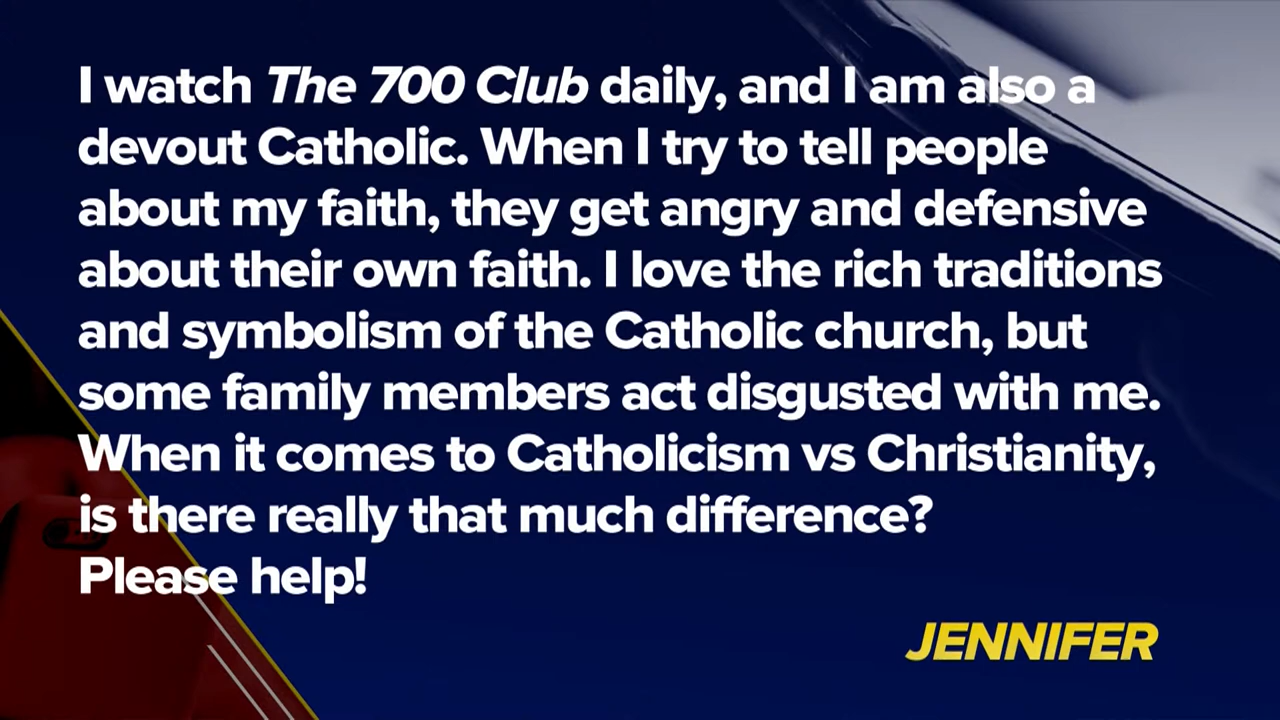 I watch The 700 Club daily, and I am also a
devout Catholic. When I try to tell people
about my faith, they get angry and defensive
about their own faith. I love the rich traditions
and symbolism of the Catholic church, but
some family members act disgusted with me.
When it comes to Catholicism vs Christianity,
is there really that much difference?
Please help!
JENNIFER